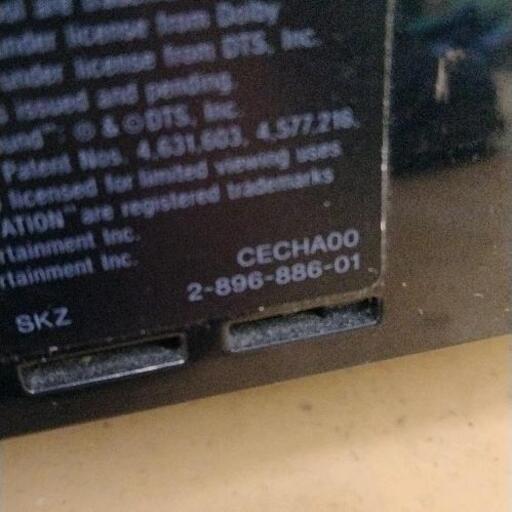 are
under license from Dolby
under license from DTS, Inc.
issued and pending.
© & © DTS, Inc.
Patent Nos. 4,631,603, 4,577,216,
licensed for limited viewing uses
ATION™ are registered trademarks
rtainment Inc.
rtainment Inc.
CECHA00
2-896-886-01
SKZ